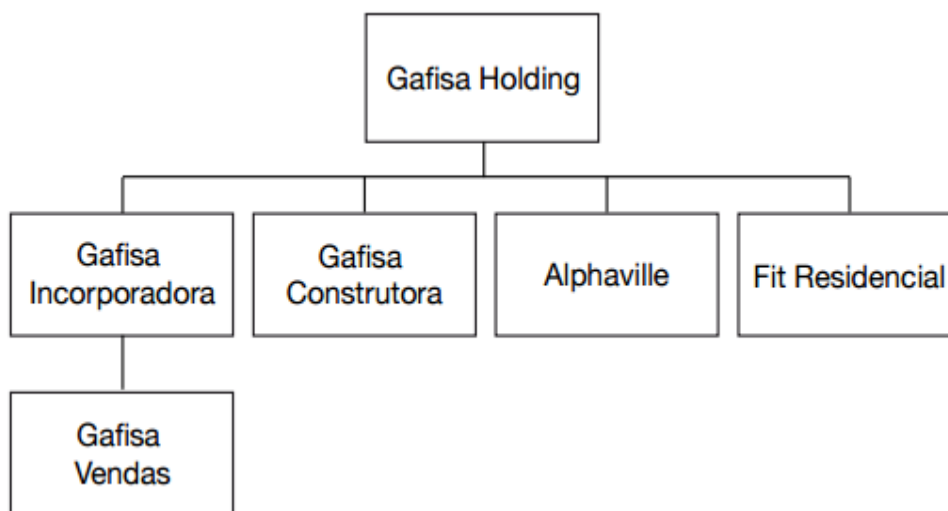 Gafisa Holding
Gafisa
Incorporadora
Gafisa
Construtora
Alphaville
Fit Residencial
Gafisa
Vendas